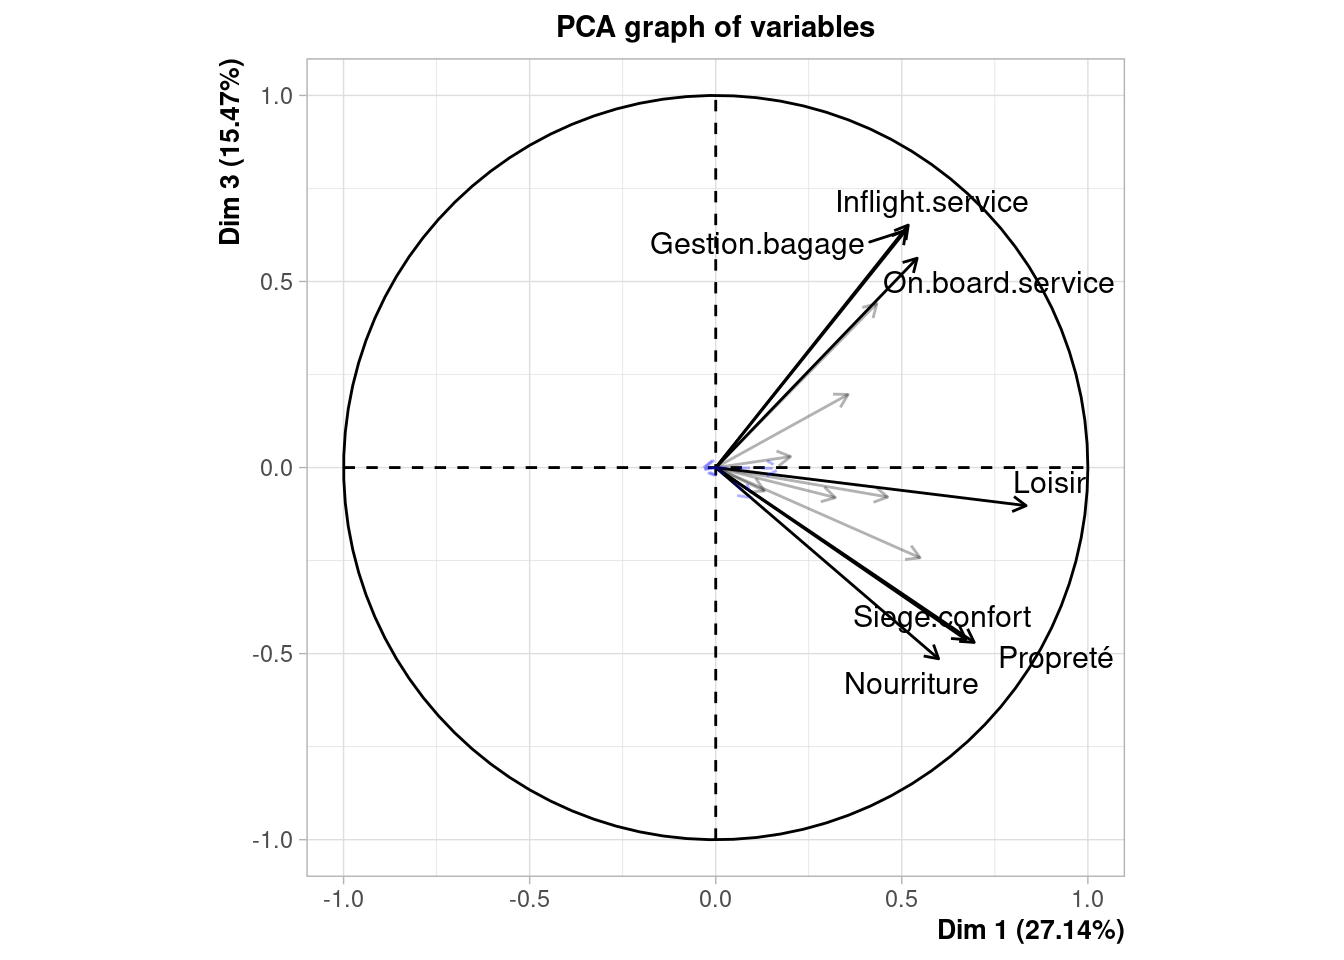 PCA graph of variables
Dim 3 (15.47%)
1.0
0.5
0.0
-0.5
-1.0
Inflight.service
Gestion.bagage
On.board.service
Loisir
Siege.confort
Propreté
Nourriture
-1.0
-0.5
0.0
0.5
1.0
Dim 1 (27.14%)